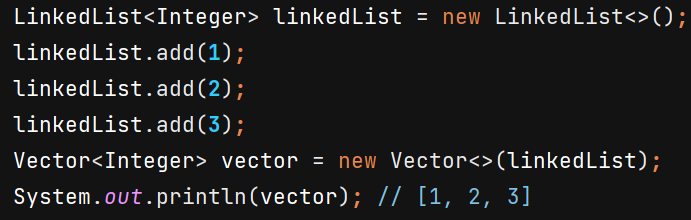 LinkedList<Integer> linkedList = new LinkedList<>();
linkedList.add(1);
linkedList.add(2);
linkedList.add(3);
Vector<Integer> vector = new Vector<>(linkedList);
System.out.println(vector); // [1, 2, 3]